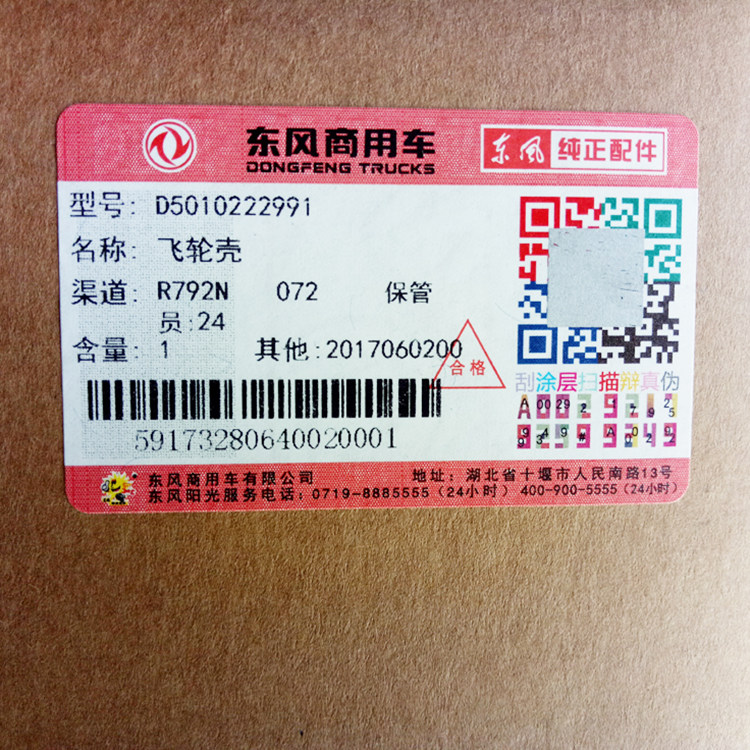 东风商用车
DONGFENG TRUCKS
东风 纯正配件
型号: D5010222991
名称: 飞轮壳
渠道: R792N 072 保管
员:24
含量: 1 其他:2017060200
合格
刮涂层扫描辩真伪
59173280640020001
东风商用车有限公司 地址: 湖北省十堰市人民南路13号
东风阳光服务电话: 0719-8885555 (24小时) 400-900-5555 (24小时)